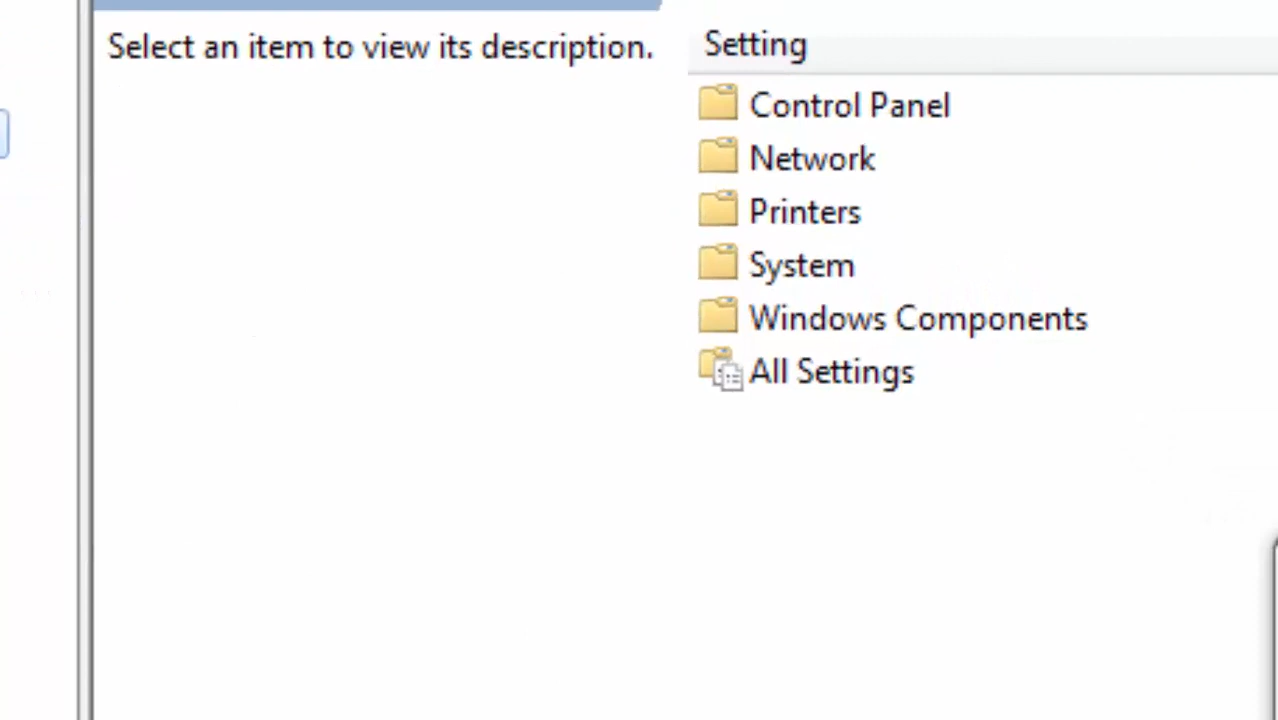 Select an item to view its description.
Setting
Control Panel
Network
Printers
System
Windows Components
All Settings